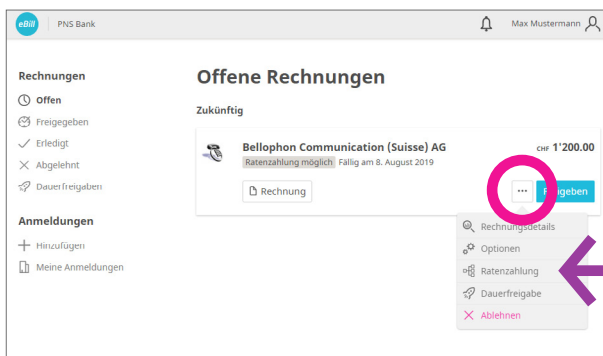 eBill PNS Bank Max Mustermann
Rechnungen
Offen
Freigegeben
Erledigt
Abgelehnt
Dauerfreigaben
Anmeldungen
Hinzufügen
Meine Anmeldungen
Offene Rechnungen
Zukünftig
Bellophon Communication (Suisse) AG CHF 1'200.00
Ratenzahlung möglich Fällig am 8. August 2019
Rechnung ... Freigeben
Rechnungsdetails
Optionen
Ratenzahlung
Dauerfreigabe
Ablehnen